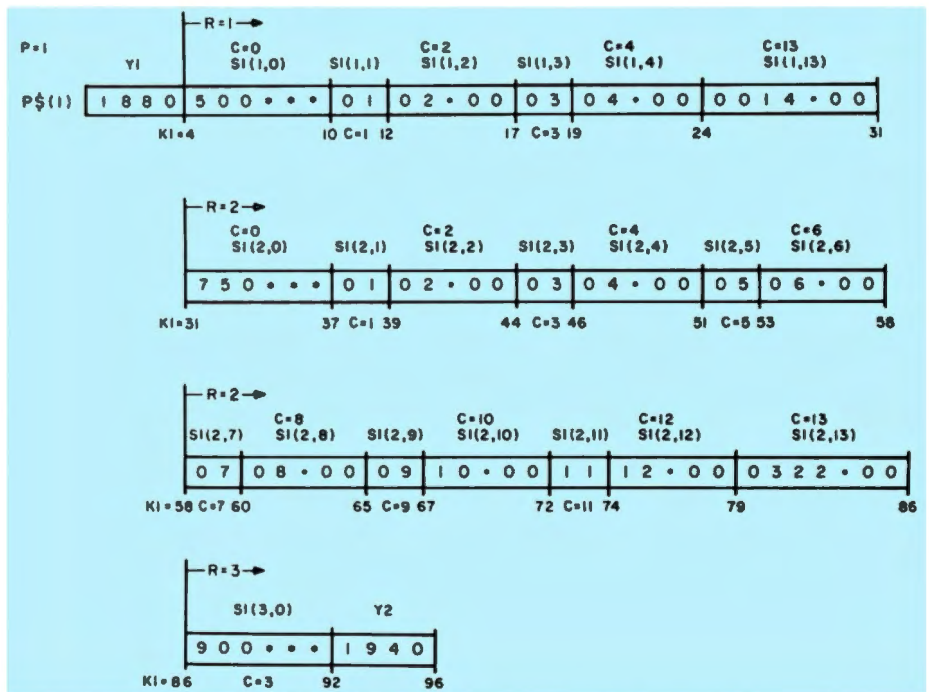 R=1
P=1 C=0 C=2 C=4 C=13
Y1 S1(1,0) S1(1,1) S1(1,2) S1(1,3) S1(1,4) S1(1,13)
P$(1) 1 8 8 0 5 0 0 • • • 0 1 0 2 • 0 0 0 3 0 4 • 0 0 0 0 1 4 • 0 0
K1=4 10 C=1 12 17 C=3 19 24 31
R=2
C=0 C=2 C=4 C=6
S1(2,0) S1(2,1) S1(2,2) S1(2,3) S1(2,4) S1(2,5) S1(2,6)
7 5 0 • • • 0 1 0 2 • 0 0 0 3 0 4 • 0 0 0 5 0 6 • 0 0
K1=31 37 C=1 39 44 C=3 46 51 C=5 53 58
R=2
C=8 C=10 C=12 C=13
S1(2,7) S1(2,8) S1(2,9) S1(2,10) S1(2,11) S1(2,12) S1(2,13)
0 7 0 8 • 0 0 0 9 1 0 • 0 0 1 1 1 2 • 0 0 0 3 2 2 • 0 0
K1=58 C=7 60 65 C=9 67 72 C=11 74 79 86
R=3
S1(3,0) Y2
9 0 0 • • • 1 9 4 0
K1=86 C=3 92 96